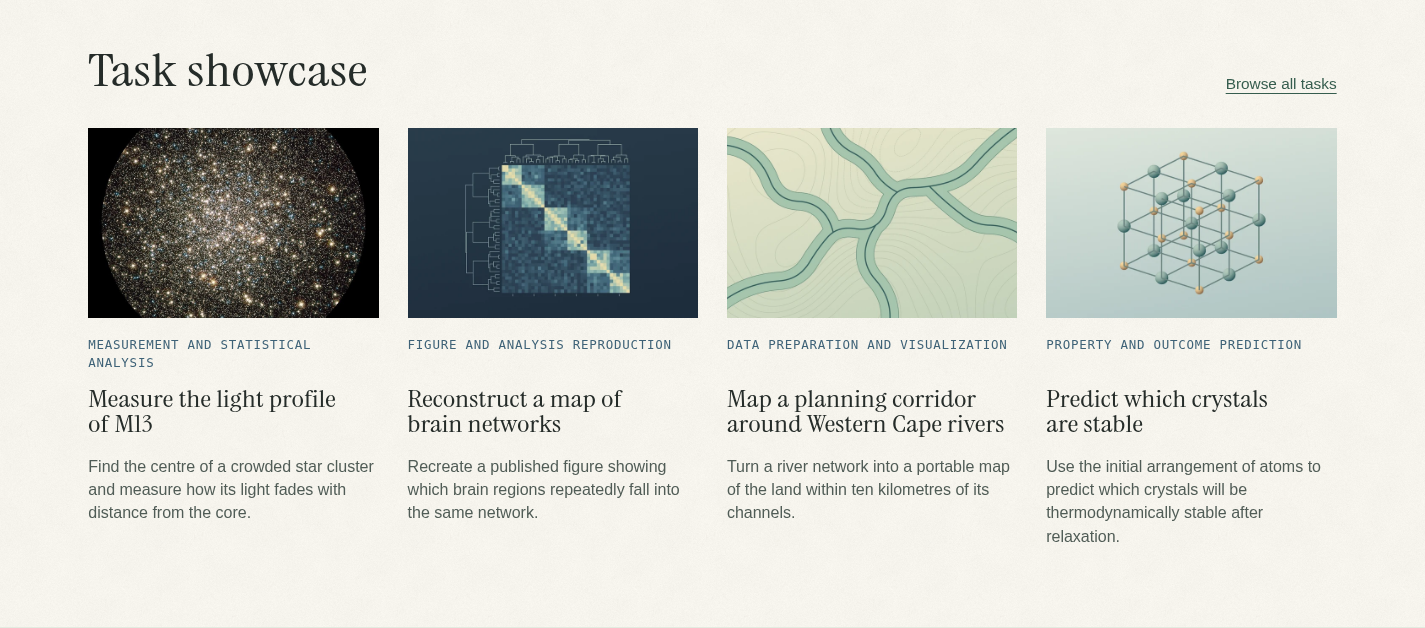 Task showcase
Browse all tasks
MEASUREMENT AND STATISTICAL
ANALYSIS
Measure the light profile
of M13
Find the centre of a crowded star cluster
and measure how its light fades with
distance from the core.
FIGURE AND ANALYSIS REPRODUCTION
Reconstruct a map of
brain networks
Recreate a published figure showing
which brain regions repeatedly fall into
the same network.
DATA PREPARATION AND VISUALIZATION
Map a planning corridor
around Western Cape rivers
Turn a river network into a portable map
of the land within ten kilometres of its
channels.
PROPERTY AND OUTCOME PREDICTION
Predict which crystals
are stable
Use the initial arrangement of atoms to
predict which crystals will be
thermodynamically stable after
relaxation.